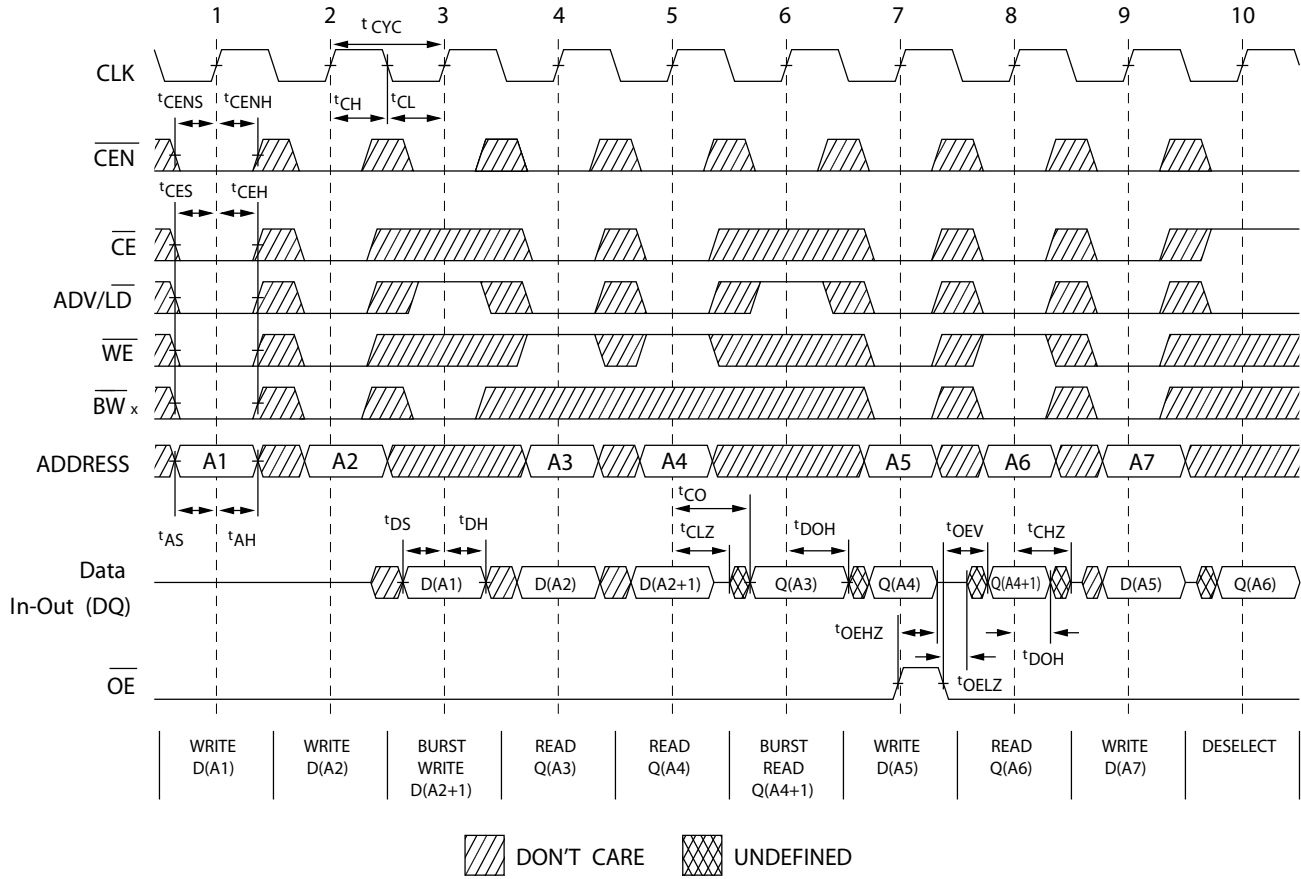 1 2 3 4 5 6 7 8 9 10
t CYC
CLK
tCENS tCENH tCH tCL
CEN
tCES tCEH
CE
ADV/LD
WE
BW x
ADDRESS A1 A2 A3 A4 A5 A6 A7
tCO
tAS tAH tDS tDH tCLZ tDOH tOEV tCHZ
Data
In-Out (DQ)
D(A1) D(A2) D(A2+1) Q(A3) Q(A4) Q(A4+1) D(A5) Q(A6)
tOEHZ tDOH
tOELZ
OE
WRITE
D(A1)
WRITE
D(A2)
BURST
WRITE
D(A2+1)
READ
Q(A3)
READ
Q(A4)
BURST
READ
Q(A4+1)
WRITE
D(A5)
READ
Q(A6)
WRITE
D(A7)
DESELECT
DON'T CARE
UNDEFINED